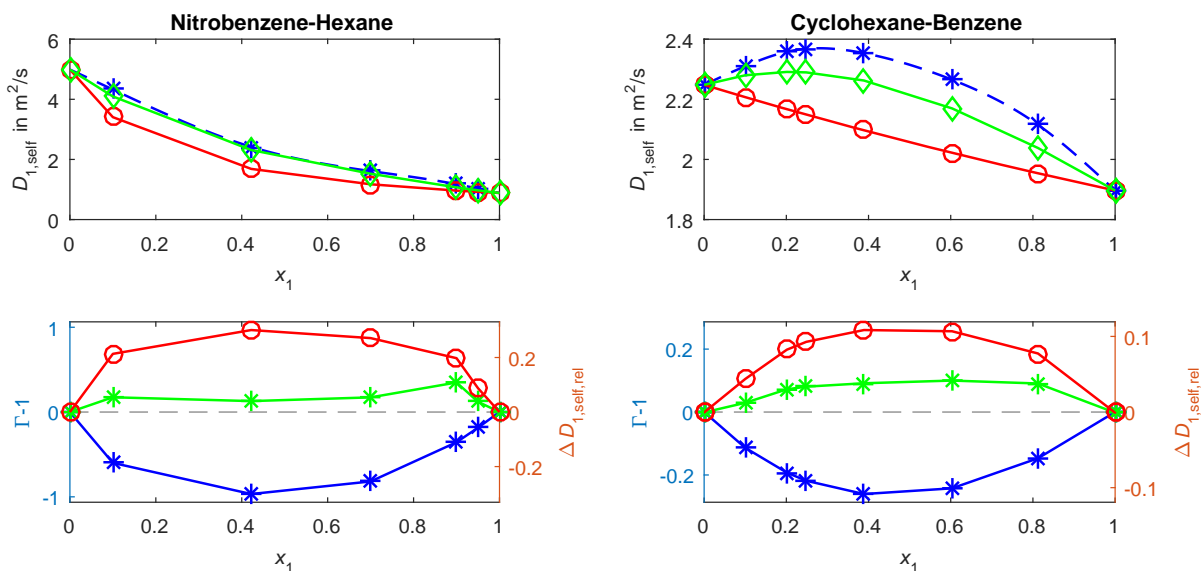 Nitrobenzene-Hexane
6
4
2
0
D1,self in m²/s
0 0.2 0.4 0.6 0.8 1
x1
Cyclohexane-Benzene
2.4
2.2
2
1.8
D1,self in m²/s
0 0.2 0.4 0.6 0.8 1
x1
1
0
-1
Γ-1
0.2
0
-0.2
Δ D1,self,rel
0 0.2 0.4 0.6 0.8 1
x1
0.2
0
-0.2
Γ-1
0.1
0
-0.1
Δ D1,self,rel
0 0.2 0.4 0.6 0.8 1
x1